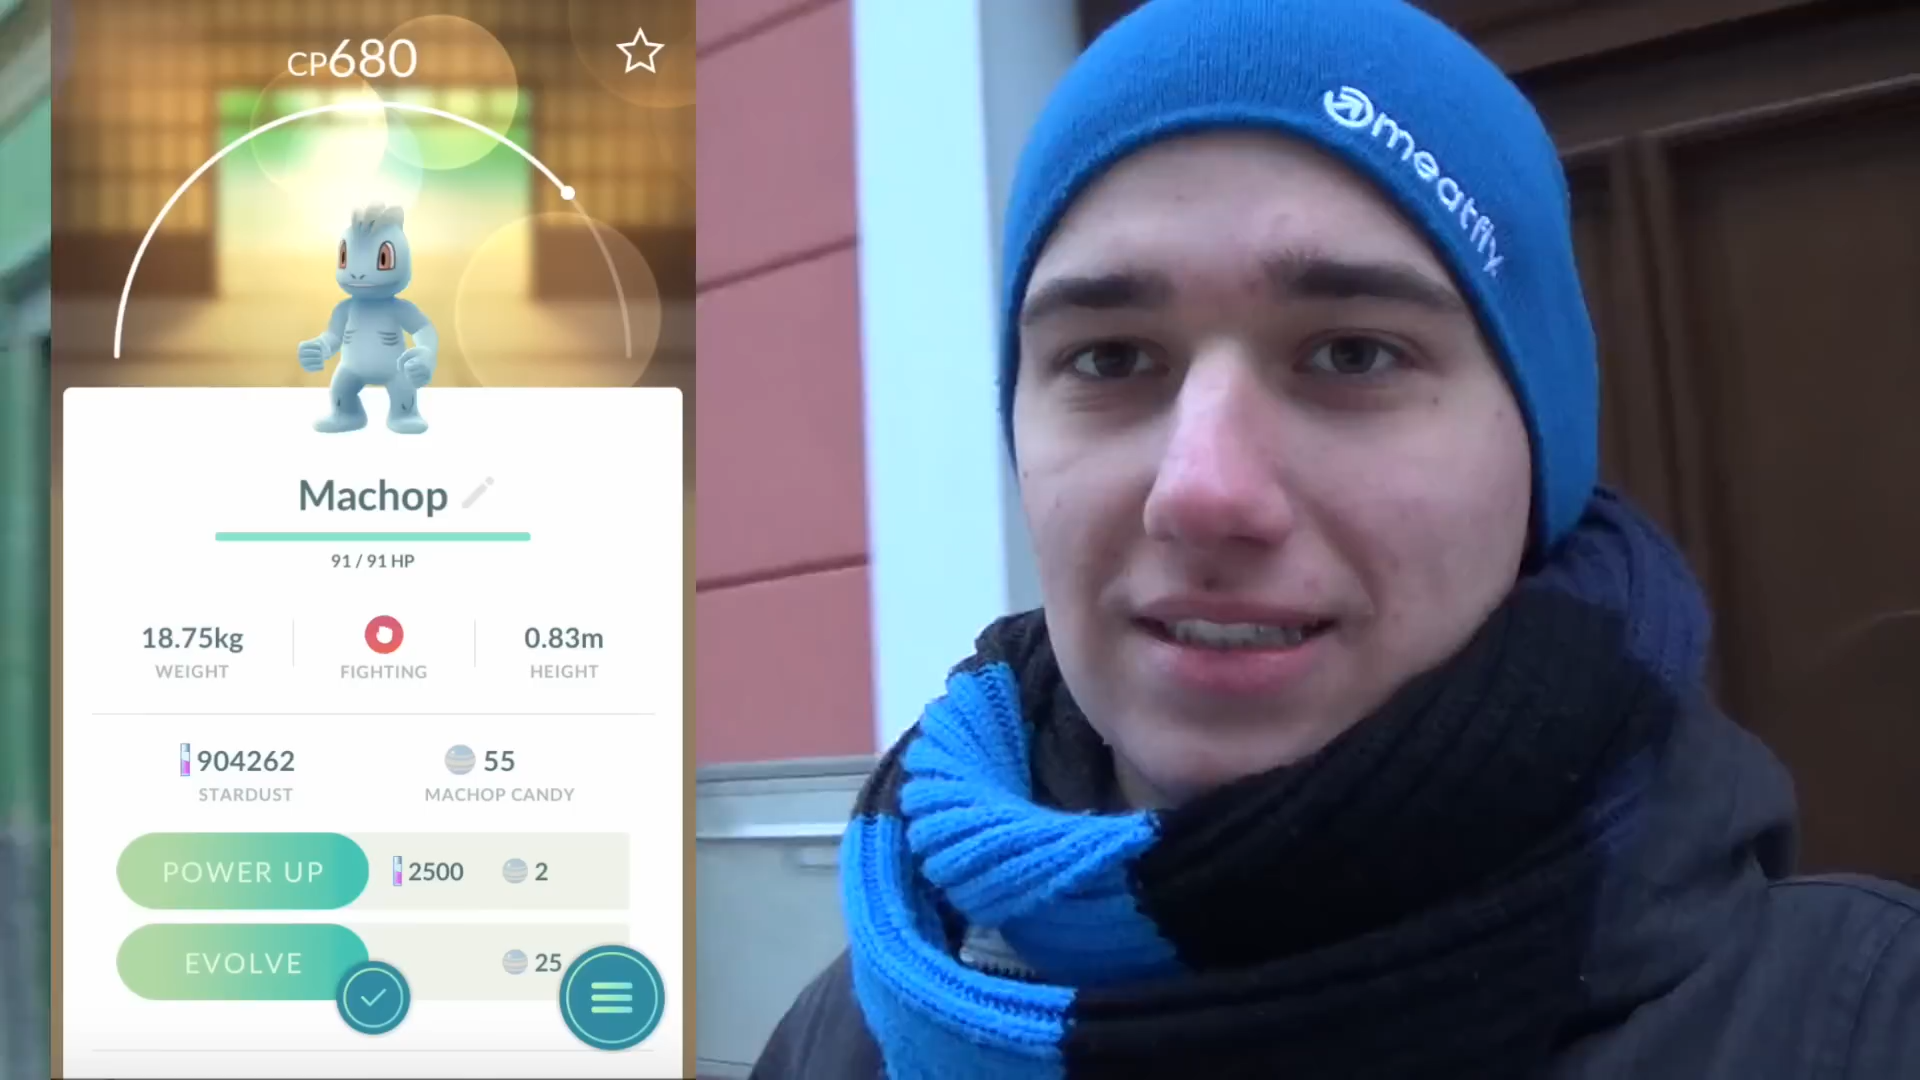 CP680
Machop
91 / 91 HP
18.75kg
WEIGHT
FIGHTING
0.83m
HEIGHT
904262
STARDUST
55
MACHOP CANDY
POWER UP
2500
2
EVOLVE
25
meatfly